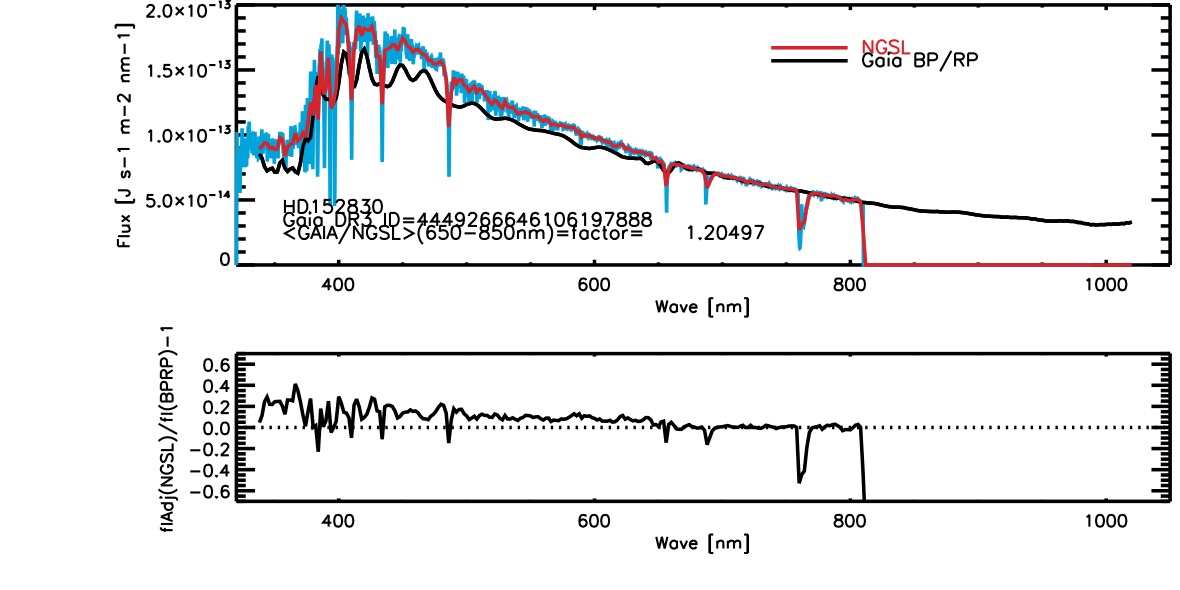 2.0×10−13
1.5×10−13
1.0×10−13
5.0×10−14
0
Flux [J s−1 m−2 nm−1]
NGSL
Gaia BP/RP
HD.152830
Gaia DR3 ID=4449266646106197888
<GAIA/NGSL>(650−850nm)=factor= 1.20497
400 600 800 1000
Wave [nm]
flAdj(NGSL)/fl(BPRP)−1
0.6
0.4
0.2
0.0
−0.2
−0.4
−0.6
400 600 800 1000
Wave [nm]